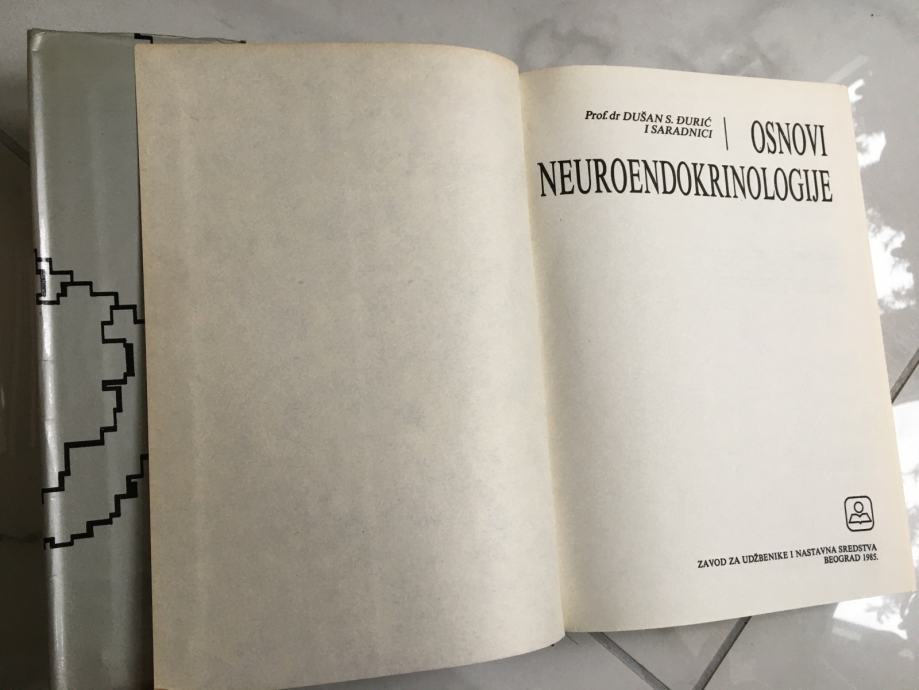 Prof. dr DUŠAN S. ĐURIĆ
I SARADNICI
OSNOVI
NEUROENDOKRINOLOGIJE
ZAVOD ZA UDŽBENIKE I NASTAVNA SREDSTVA
BEOGRAD 1985.